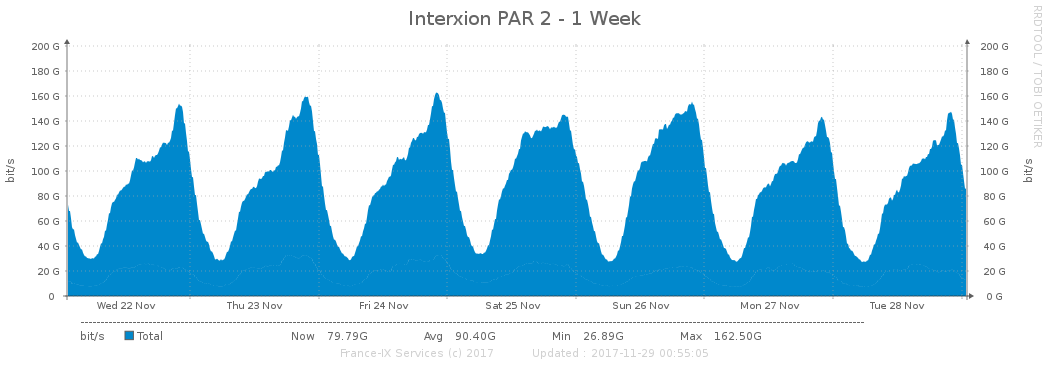 Interxion PAR 2 - 1 Week
RRDTOOL / TOBI OETIKER
200 G 200 G
180 G 180 G
160 G 160 G
140 G 140 G
120 G 120 G
100 G 100 G
80 G 80 G
60 G 60 G
40 G 40 G
20 G 20 G
0 0 G
bit/s
bit/s
Wed 22 Nov Thu 23 Nov Fri 24 Nov Sat 25 Nov Sun 26 Nov Mon 27 Nov Tue 28 Nov
bit/s Total Now 79.79G Avg 90.40G Min 26.89G Max 162.50G
France-IX Services (c) 2017 Updated : 2017-11-29 00:55:05